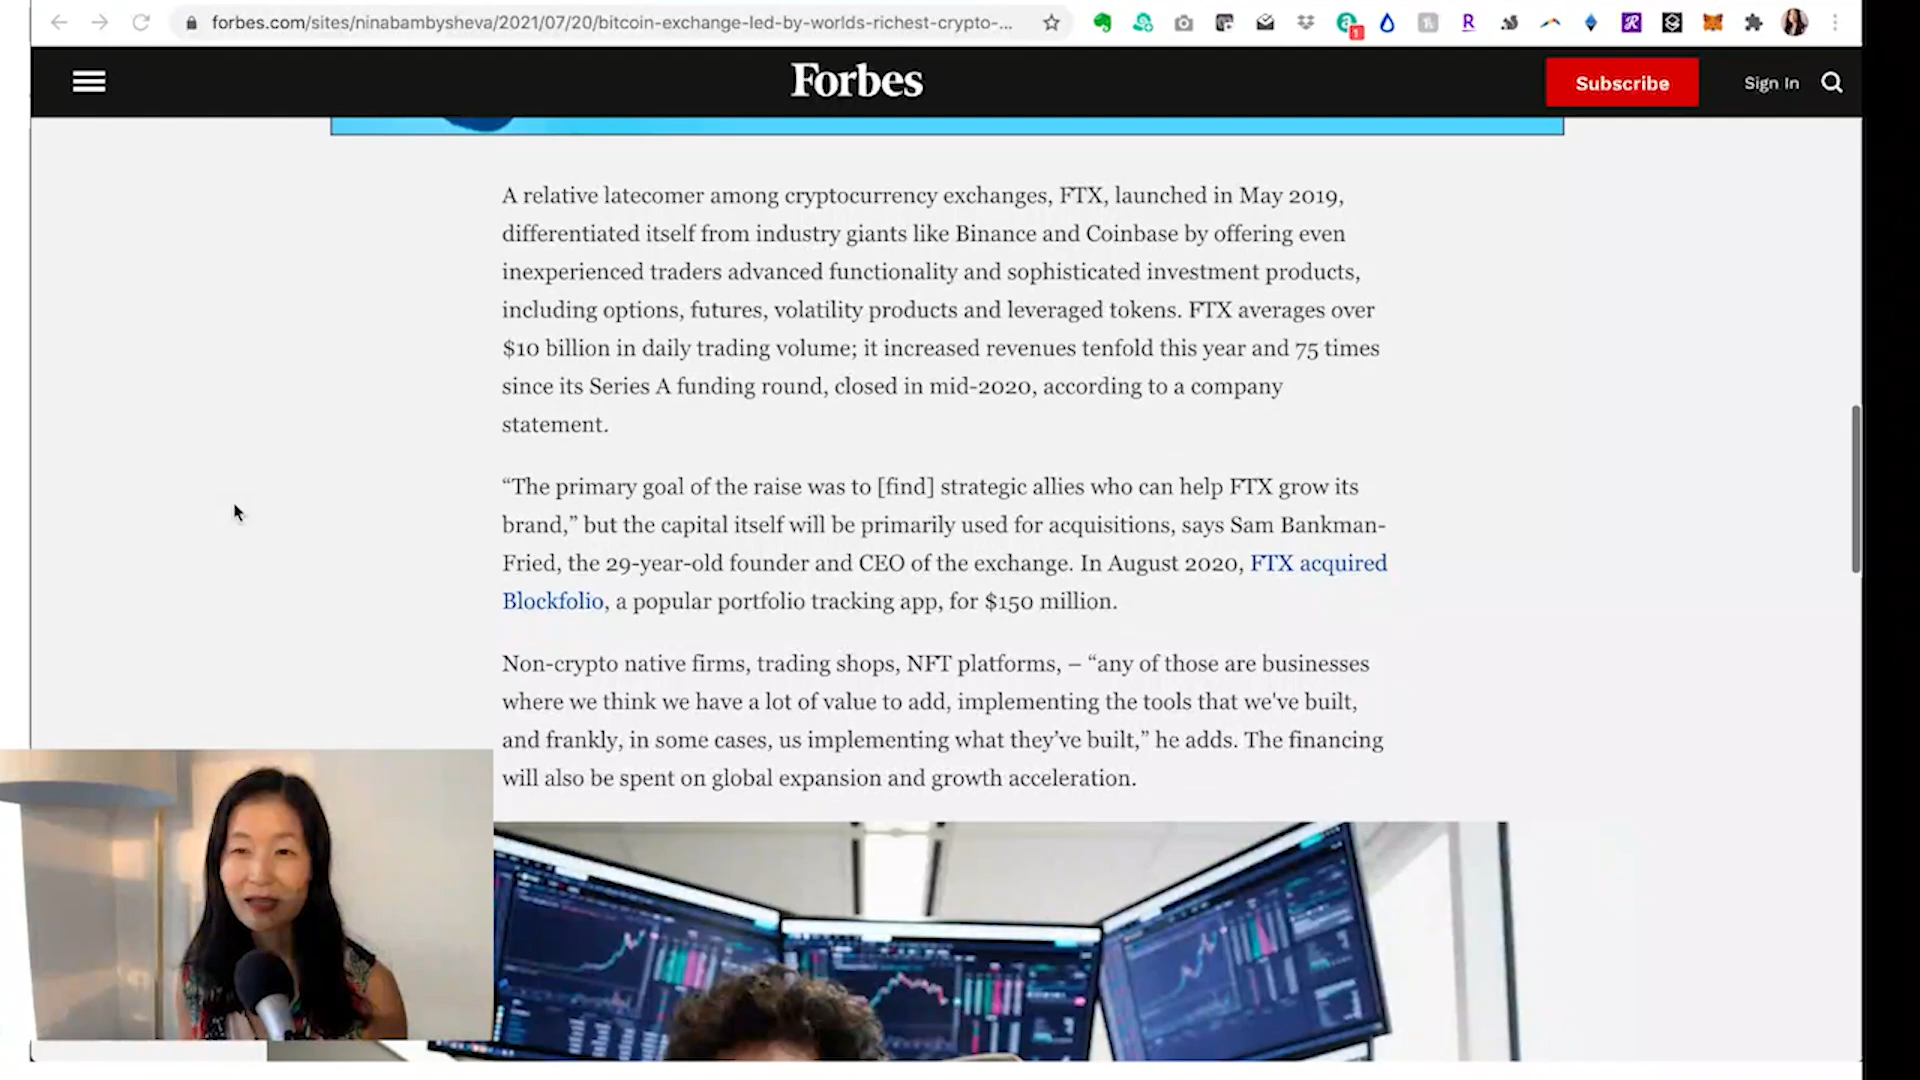 forbes.com/sites/ninabambysheva/2021/07/20/bitcoin-exchange-led-by-worlds-richest-crypto-...
Forbes
Subscribe
Sign In
A relative latecomer among cryptocurrency exchanges, FTX, launched in May 2019,
differentiated itself from industry giants like Binance and Coinbase by offering even
inexperienced traders advanced functionality and sophisticated investment products,
including options, futures, volatility products and leveraged tokens. FTX averages over
$10 billion in daily trading volume; it increased revenues tenfold this year and 75 times
since its Series A funding round, closed in mid-2020, according to a company
statement.
“The primary goal of the raise was to [find] strategic allies who can help FTX grow its
brand,” but the capital itself will be primarily used for acquisitions, says Sam Bankman-
Fried, the 29-year-old founder and CEO of the exchange. In August 2020, FTX acquired
Blockfolio, a popular portfolio tracking app, for $150 million.
Non-crypto native firms, trading shops, NFT platforms, – “any of those are businesses
where we think we have a lot of value to add, implementing the tools that we've built,
and frankly, in some cases, us implementing what they’ve built,” he adds. The financing
will also be spent on global expansion and growth acceleration.